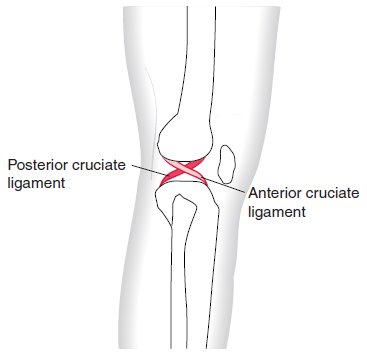 Posterior cruciate
ligament
Anterior cruciate
ligament